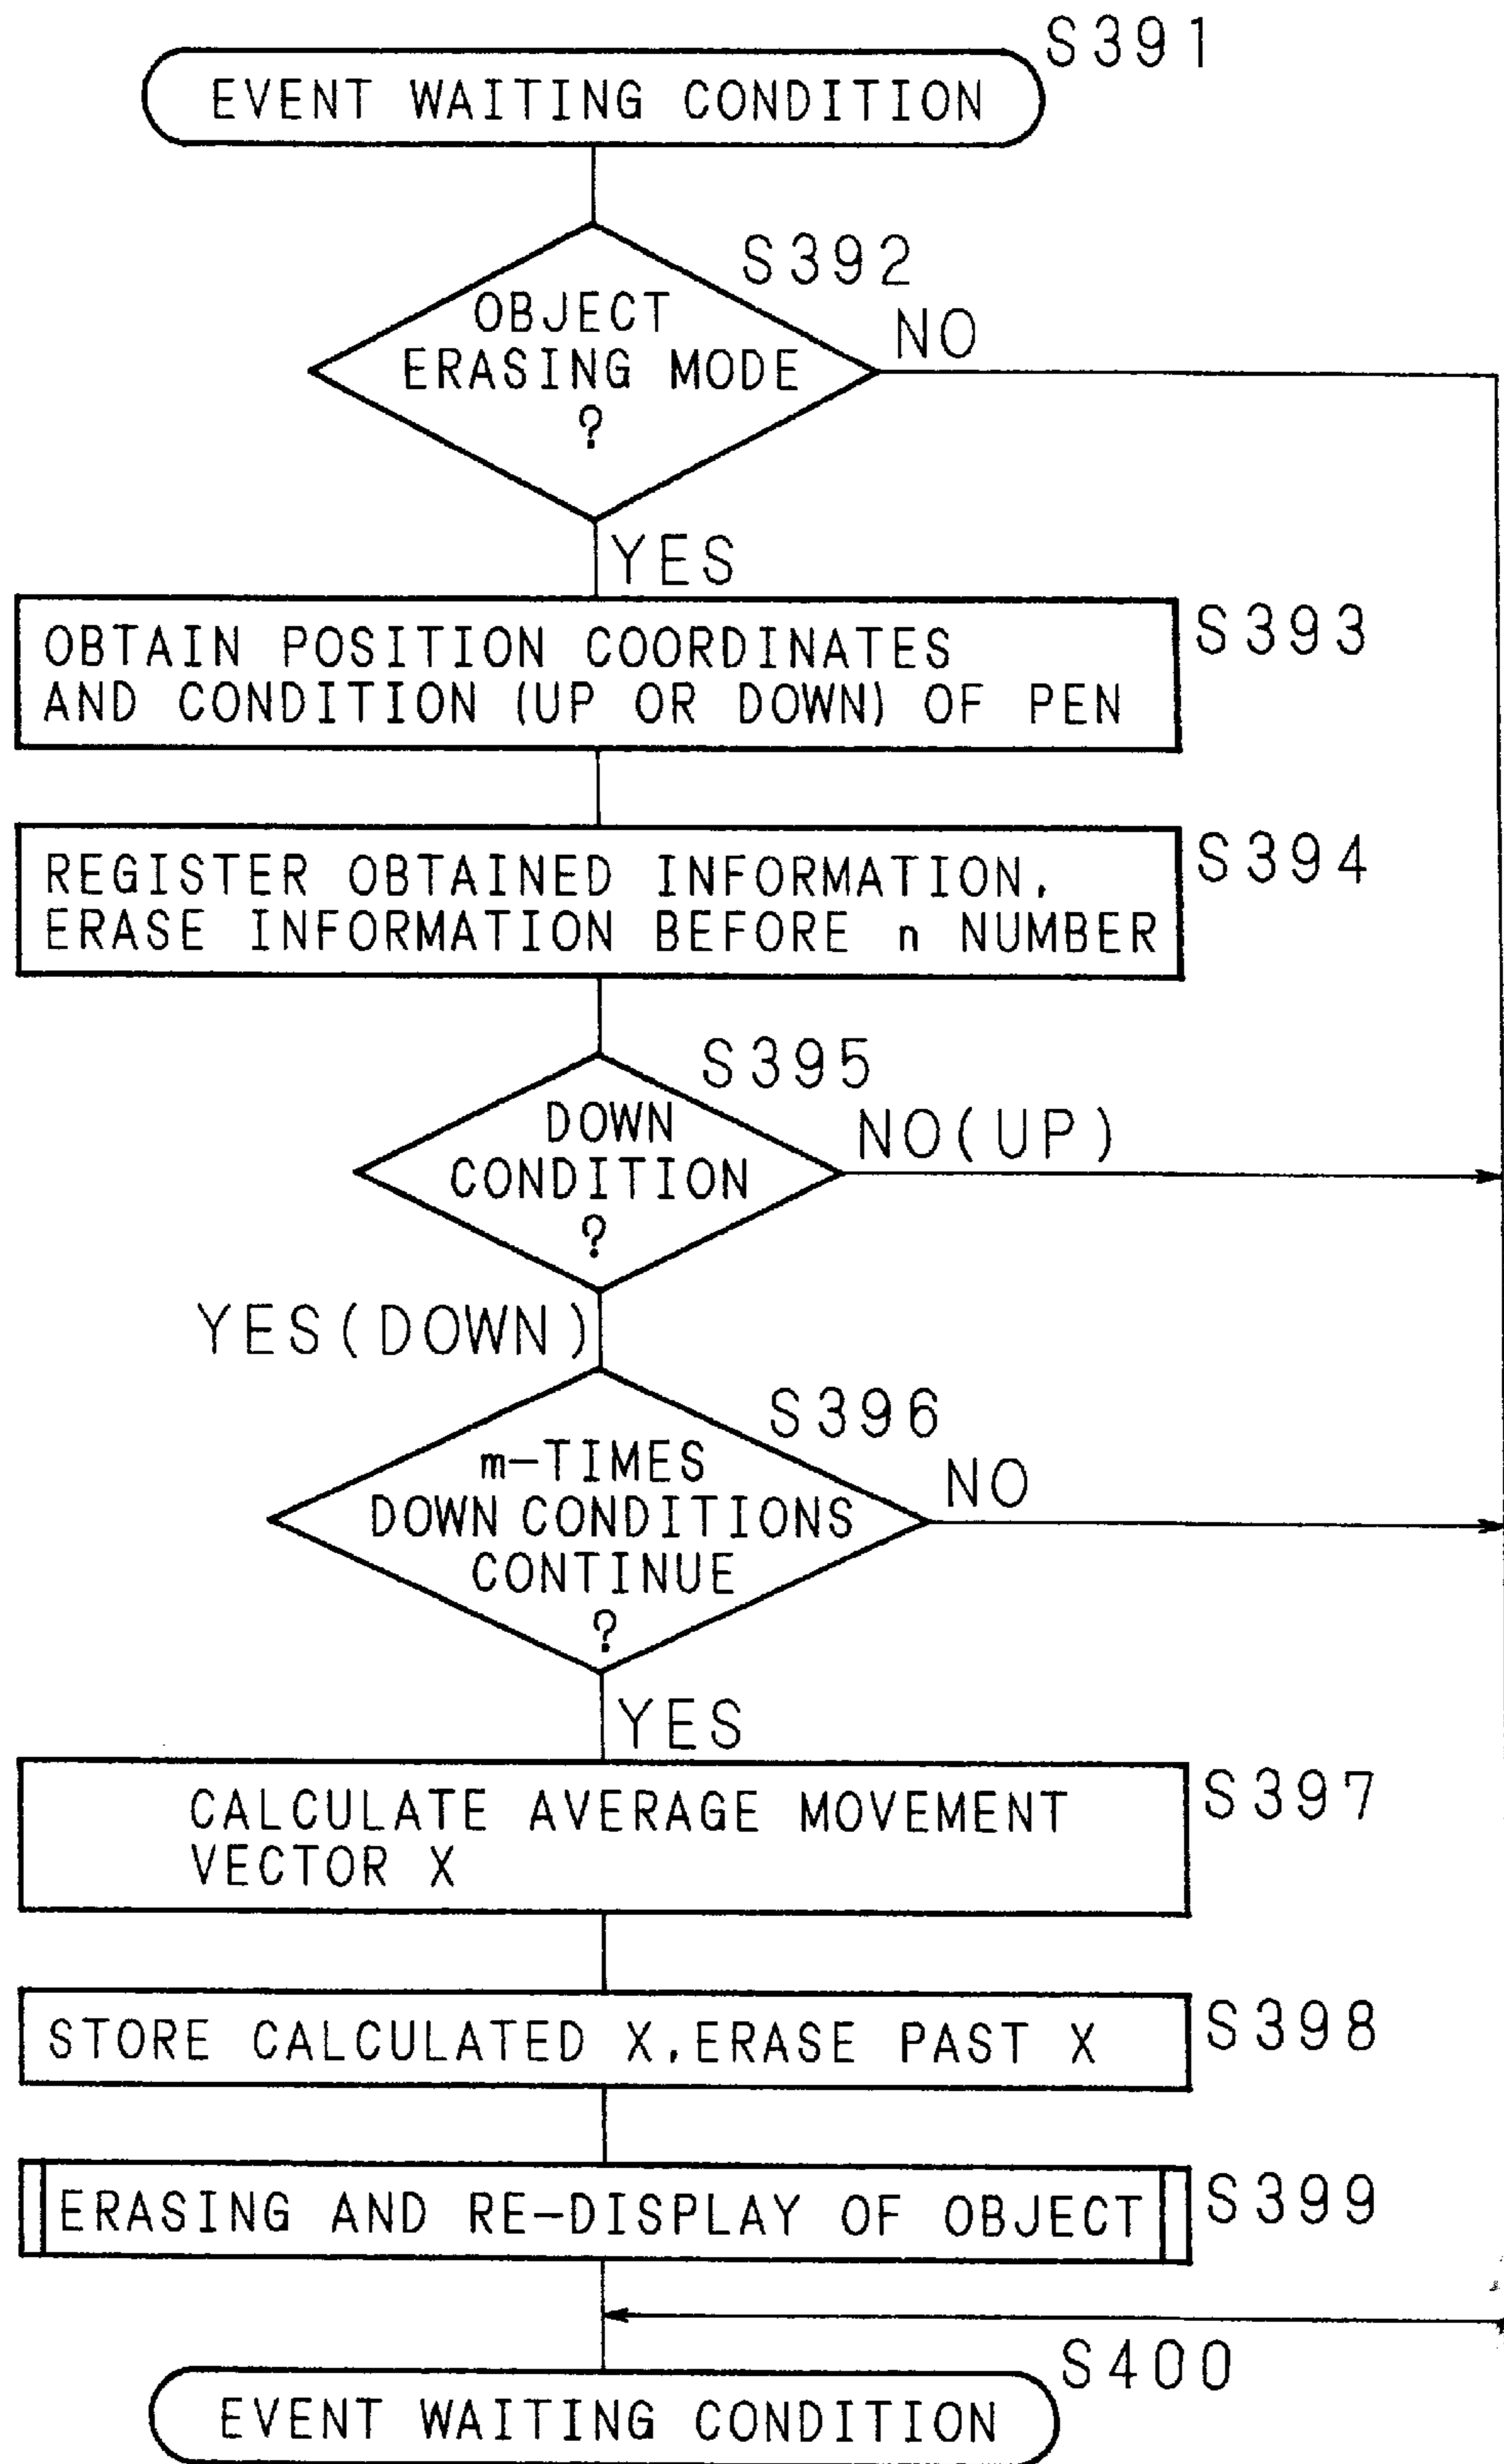 S391
EVENT WAITING CONDITION
S392
OBJECT
ERASING MODE
?
NO
YES
S393
OBTAIN POSITION COORDINATES
AND CONDITION (UP OR DOWN) OF PEN
S394
REGISTER OBTAINED INFORMATION,
ERASE INFORMATION BEFORE n NUMBER
S395
DOWN
CONDITION
?
NO(UP)
YES(DOWN)
S396
m-TIMES
DOWN CONDITIONS
CONTINUE
?
NO
YES
S397
CALCULATE AVERAGE MOVEMENT
VECTOR X
S398
STORE CALCULATED X, ERASE PAST X
S399
ERASING AND RE-DISPLAY OF OBJECT
S400
EVENT WAITING CONDITION